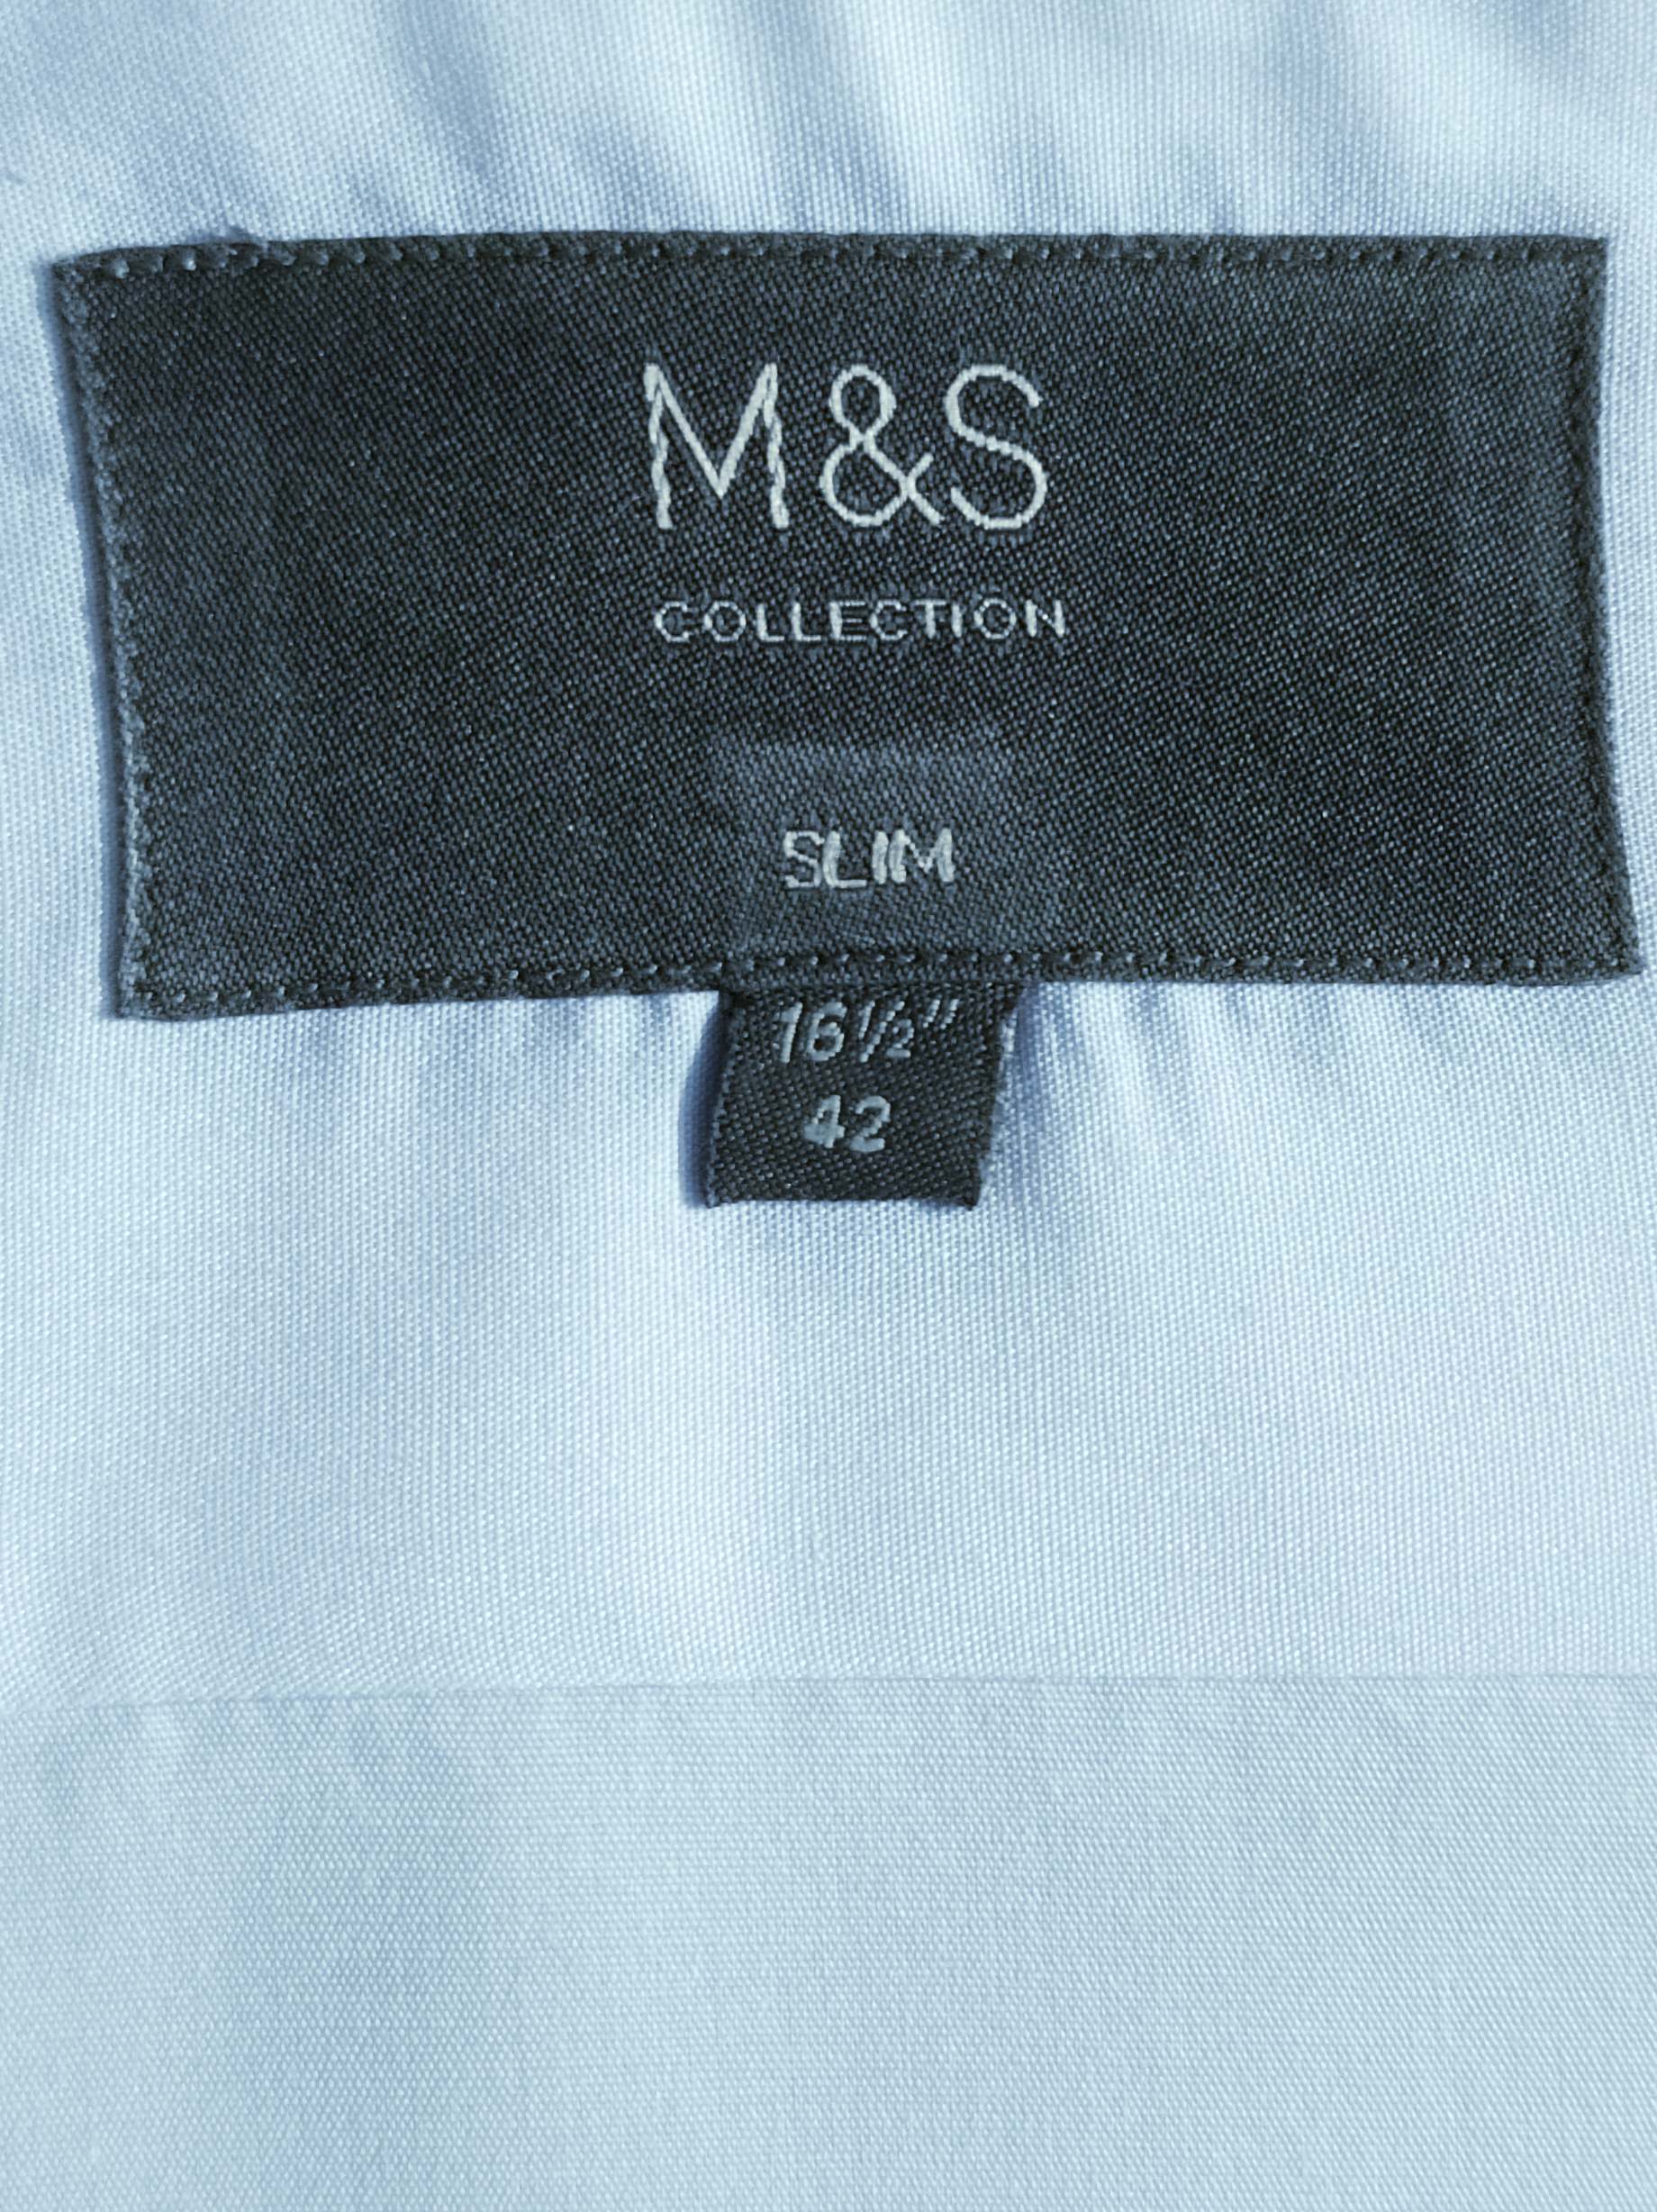 M&S
COLLECTION
SLIM
16½"
42